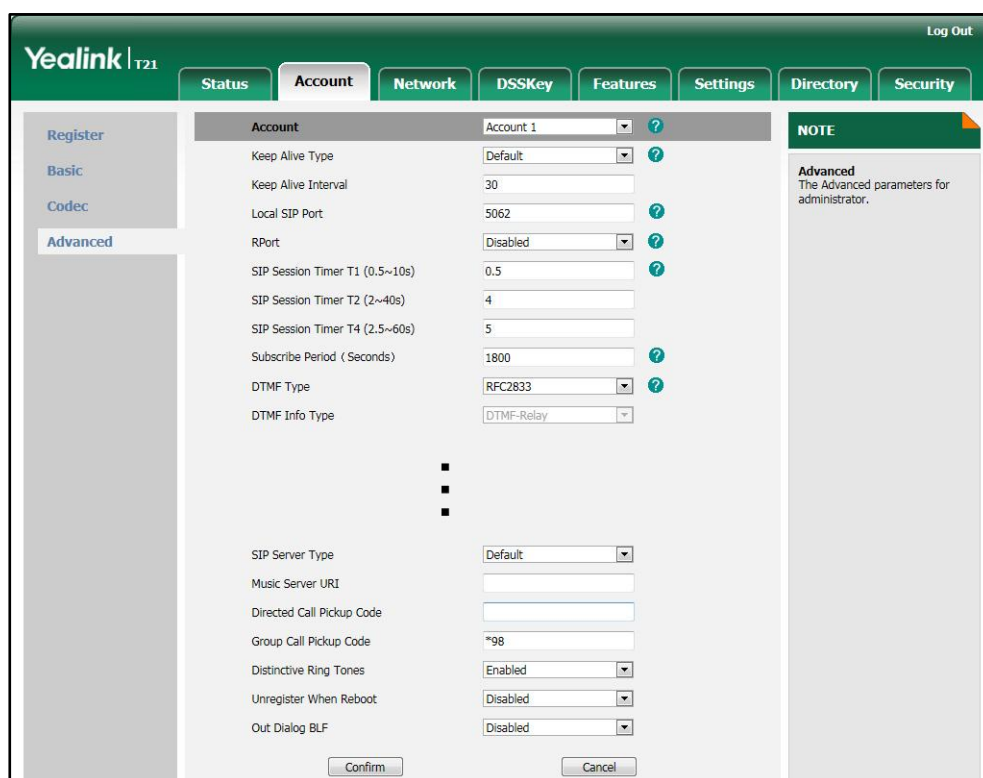 Log Out
Yealink T21
Status Account Network DSSKey Features Settings Directory Security
Register
Basic
Codec
Advanced
Account Account 1 ?
Keep Alive Type Default ?
Keep Alive Interval 30
Local SIP Port 5062 ?
RPort Disabled ?
SIP Session Timer T1 (0.5~10s) 0.5 ?
SIP Session Timer T2 (2~40s) 4
SIP Session Timer T4 (2.5~60s) 5
Subscribe Period (Seconds) 1800 ?
DTMF Type RFC2833 ?
DTMF Info Type DTMF-Relay
SIP Server Type Default
Music Server URI
Directed Call Pickup Code
Group Call Pickup Code *98
Distinctive Ring Tones Enabled
Unregister When Reboot Disabled
Out Dialog BLF Disabled
Confirm Cancel
NOTE
Advanced
The Advanced parameters for
administrator.